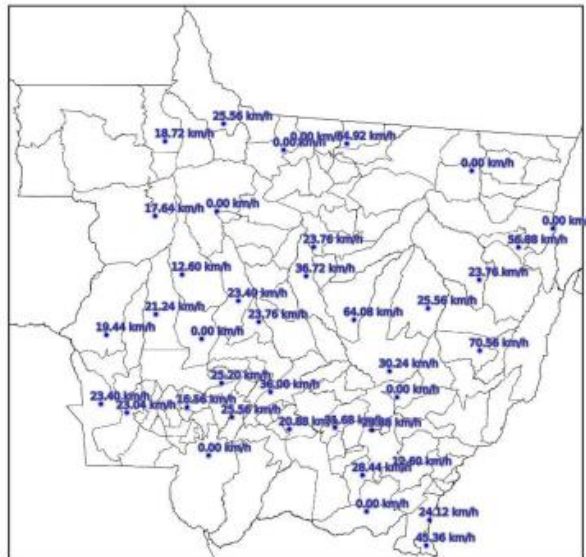 25.56 km/h
18.72 km/h
0.00 km/h
64.92 km/h
0.00 km/h
0.00 km/h
17.64 km/h
0.00 km/h
0.00 km/h
23.76 km/h
56.88 km/h
12.60 km/h
36.72 km/h
23.76 km/h
23.40 km/h
25.56 km/h
21.24 km/h
23.76 km/h
64.08 km/h
19.44 km/h
0.00 km/h
70.56 km/h
30.24 km/h
25.20 km/h
36.00 km/h
0.00 km/h
23.40 km/h
23.04 km/h
25.56 km/h
20.88 km/h
0.00 km/h
12.60 km/h
28.44 km/h
0.00 km/h
24.12 km/h
45.36 km/h